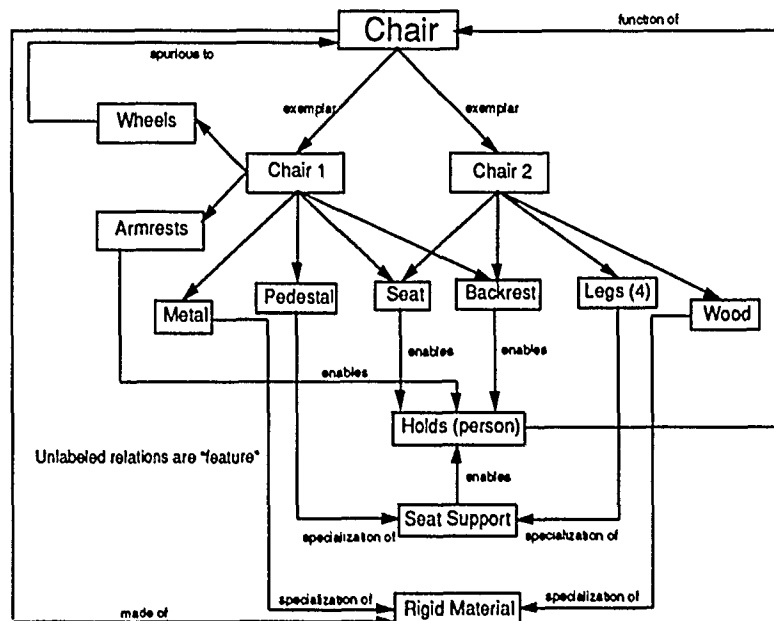 Chair
function of
spurious to
exemplar
exemplar
Wheels
Chair 1
Chair 2
Armrests
Metal
Pedestal
Seat
Backrest
Legs (4)
Wood
enables
enables
enables
Holds (person)
Unlabeled relations are "feature"
enables
Seat Support
specialization of
specialization of
specialization of
specialization of
made of
Rigid Material